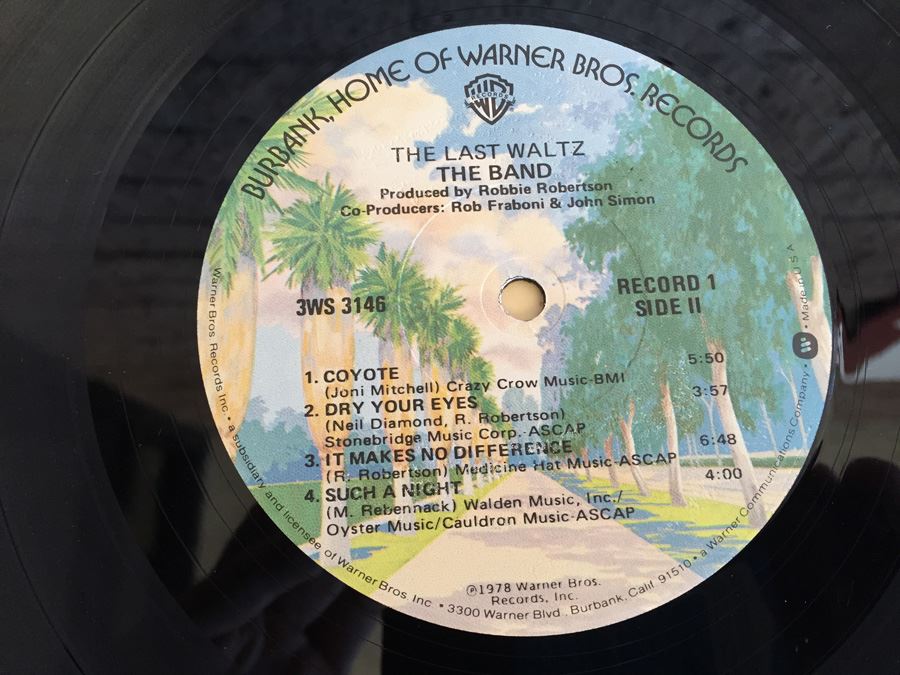 BURBANK, HOME OF WARNER BROS. RECORDS
RECORDS
THE LAST WALTZ
THE BAND
Produced by Robbie Robertson
Co-Producers: Rob Fraboni & John Simon
3WS 3146
RECORD 1
SIDE II
1. COYOTE 5:50
(Joni Mitchell) Crazy Crow Music-BMI
2. DRY YOUR EYES 3:57
(Neil Diamond, R. Robertson)
Stonebridge Music Corp.-ASCAP
3. IT MAKES NO DIFFERENCE 6:48
(R. Robertson) Medicine Hat Music-ASCAP
4. SUCH A NIGHT 4:00
(M. Rebennack) Walden Music, Inc./
Oyster Music/Cauldron Music-ASCAP
℗1978 Warner Bros.
Records, Inc.
Warner Bros. Records Inc. • a subsidiary and licensee of Warner Bros. Inc. • 3300 Warner Blvd., Burbank, Calif. 91510 • a Warner Communications Company • Made in U.S.A.